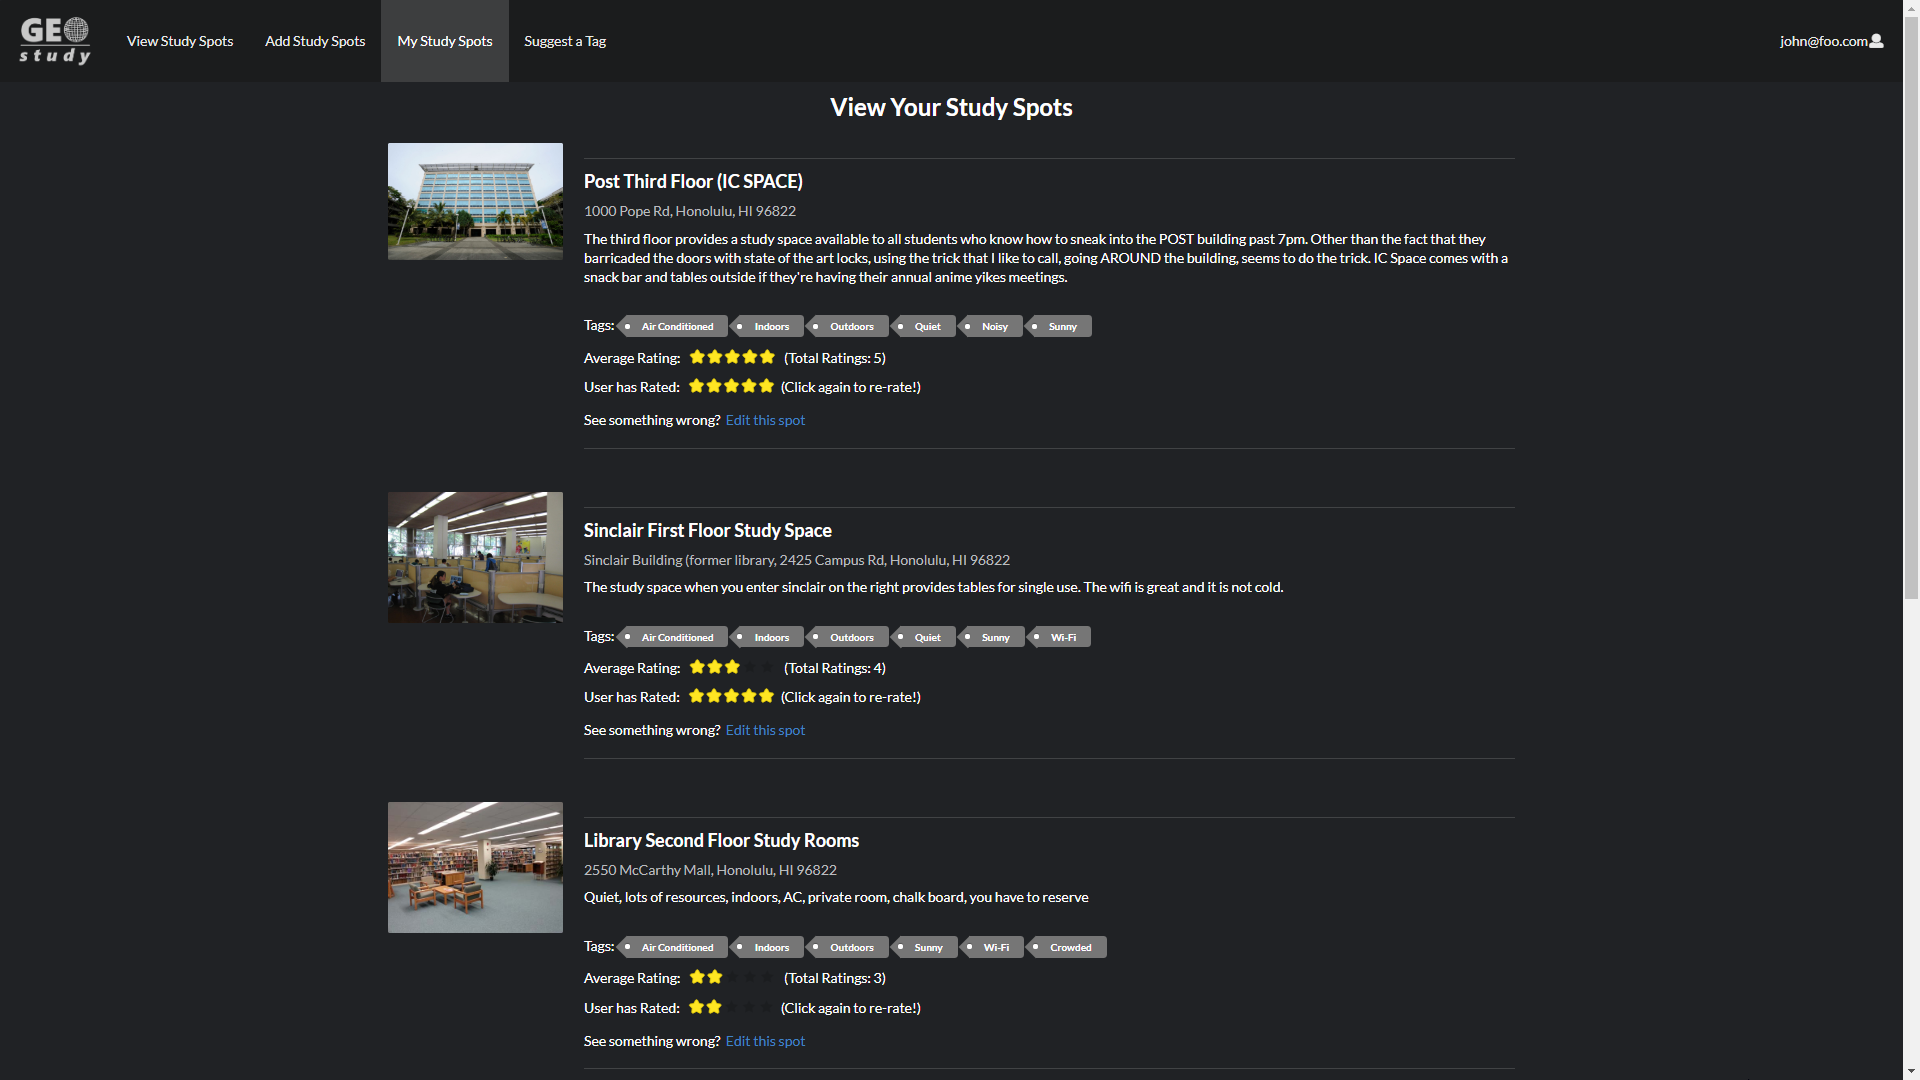 GEO study
View Study Spots
Add Study Spots
My Study Spots
Suggest a Tag
john@foo.com
View Your Study Spots
Post Third Floor (IC SPACE)
1000 Pope Rd, Honolulu, HI 96822
The third floor provides a study space available to all students who know how to sneak into the POST building past 7pm. Other than the fact that they
barricaded the doors with state of the art locks, using the trick that I like to call, going AROUND the building, seems to do the trick. IC Space comes with a
snack bar and tables outside if they're having their annual anime yikes meetings.
Tags: Air Conditioned Indoors Outdoors Quiet Noisy Sunny
Average Rating: (Total Ratings: 5)
User has Rated: (Click again to re-rate!)
See something wrong? Edit this spot
Sinclair First Floor Study Space
Sinclair Building (former library, 2425 Campus Rd, Honolulu, HI 96822
The study space when you enter sinclair on the right provides tables for single use. The wifi is great and it is not cold.
Tags: Air Conditioned Indoors Outdoors Quiet Sunny Wi-Fi
Average Rating: (Total Ratings: 4)
User has Rated: (Click again to re-rate!)
See something wrong? Edit this spot
Library Second Floor Study Rooms
2550 McCarthy Mall, Honolulu, HI 96822
Quiet, lots of resources, indoors, AC, private room, chalk board, you have to reserve
Tags: Air Conditioned Indoors Outdoors Sunny Wi-Fi Crowded
Average Rating: (Total Ratings: 3)
User has Rated: (Click again to re-rate!)
See something wrong? Edit this spot